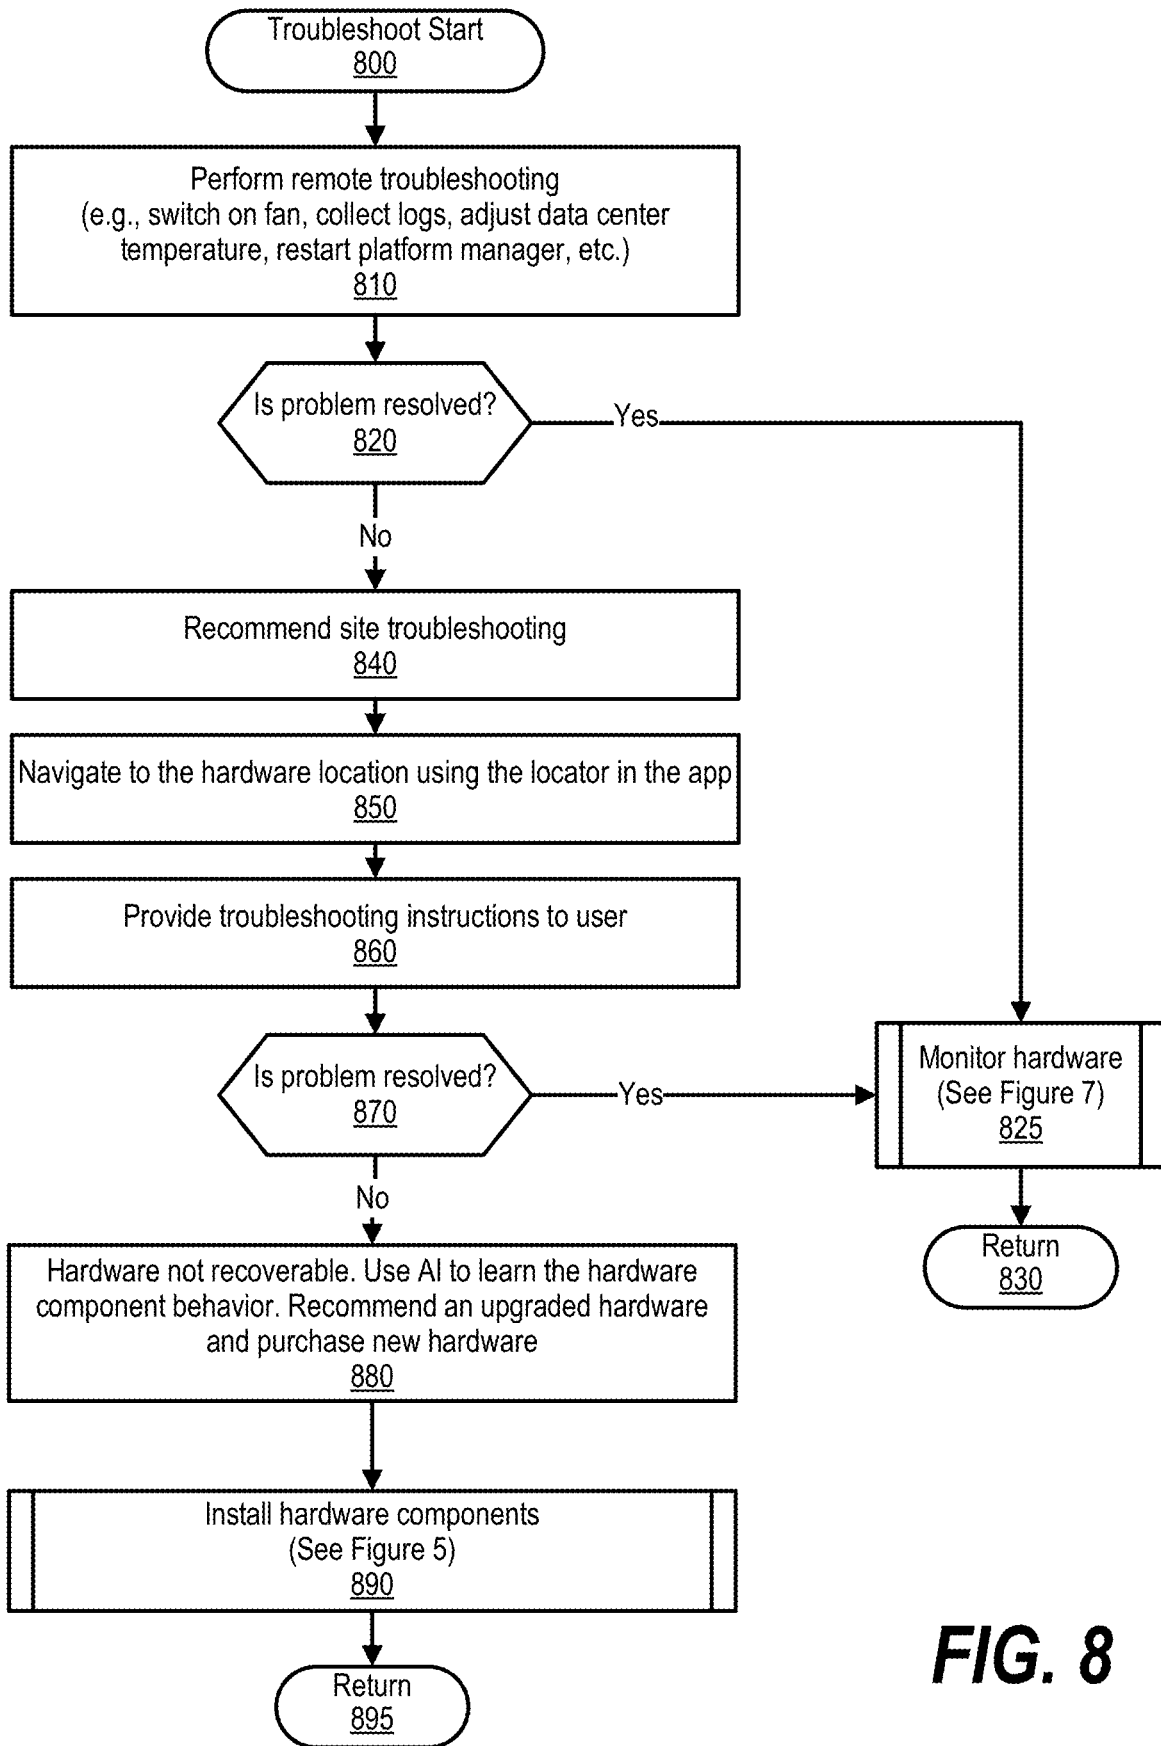 Troubleshoot Start
800
Perform remote troubleshooting
(e.g., switch on fan, collect logs, adjust data center
temperature, restart platform manager, etc.)
810
Is problem resolved?
820
Yes
No
Recommend site troubleshooting
840
Navigate to the hardware location using the locator in the app
850
Provide troubleshooting instructions to user
860
Is problem resolved?
870
Yes
Monitor hardware
(See Figure 7)
825
No
Return
830
Hardware not recoverable. Use AI to learn the hardware
component behavior. Recommend an upgraded hardware
and purchase new hardware
880
Install hardware components
(See Figure 5)
890
Return
895
FIG. 8